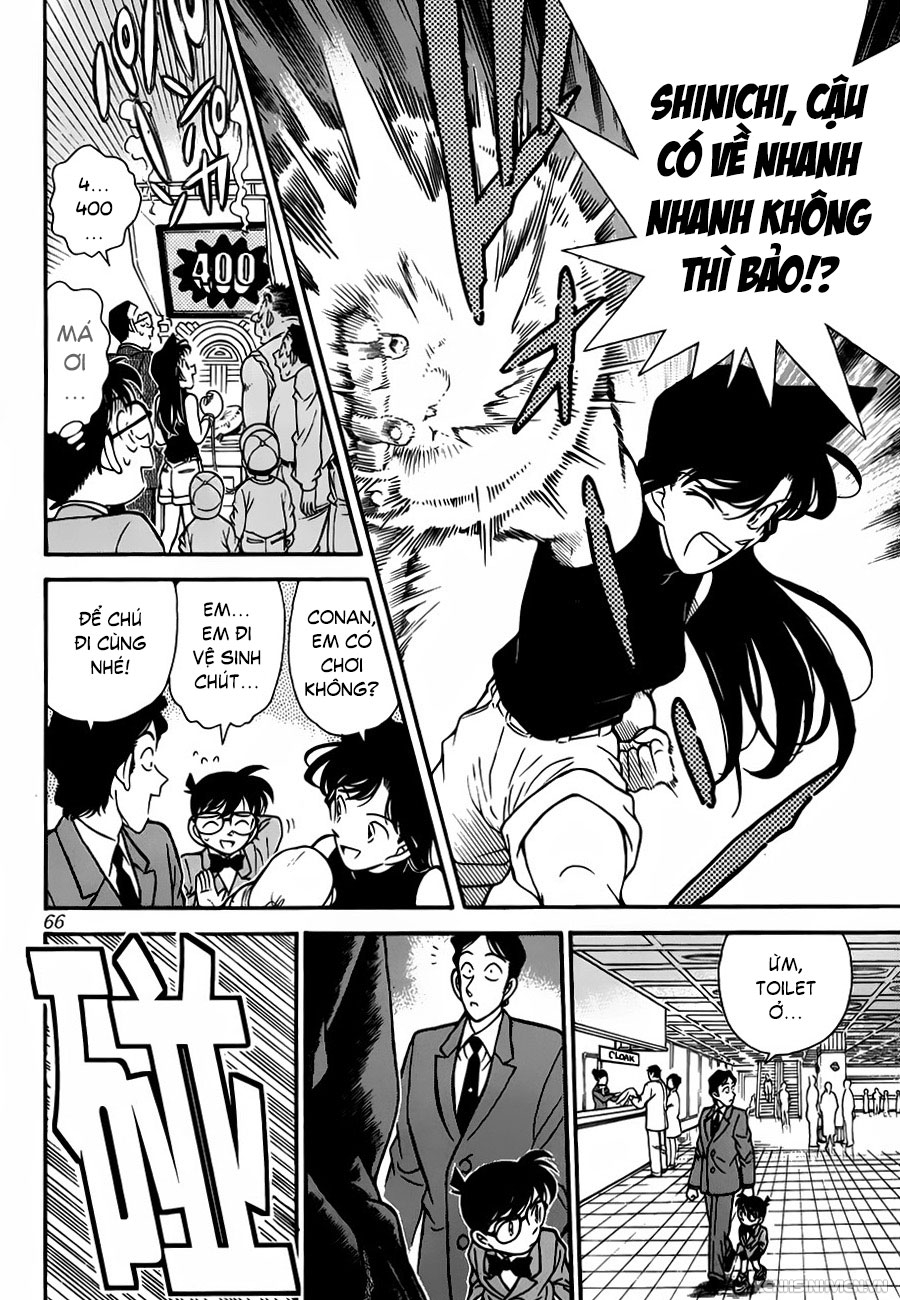 SHINICHI, CẬU
CÓ VỀ NHANH
NHANH KHÔNG
THÌ BẢO!?
4...
400
...
400
MÁ
ƠI
...
CONAN,
EM CÓ
CHƠI
KHÔNG?
EM...
EM ĐI
VỆ SINH
CHÚT...
ĐỂ CHÚ
ĐI CÙNG
NHÉ!
66
ỪM,
TOILET
Ở...
CLOAK
碰